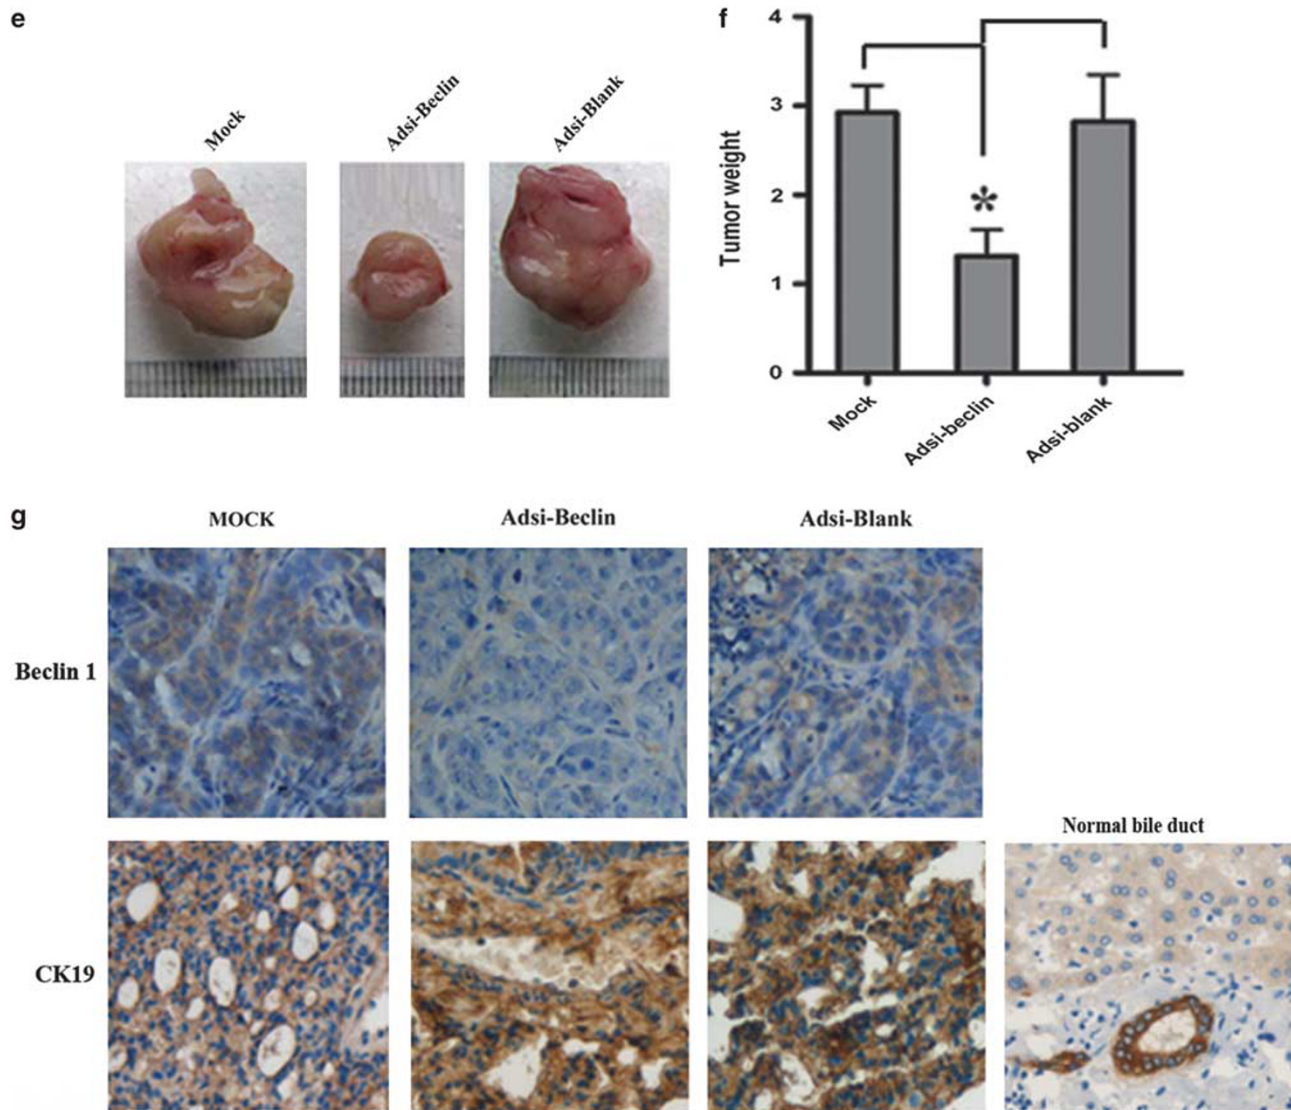 e
Mock
Adsi-Beclin
Adsi-Blank
f
Tumor weight
4
3
2
1
0
*
Mock
Adsi-beclin
Adsi-blank
g
MOCK
Adsi-Beclin
Adsi-Blank
Beclin 1
Normal bile duct
CK19